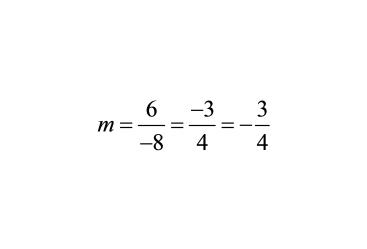 m = 6/−8 = −3/4 = −3/4